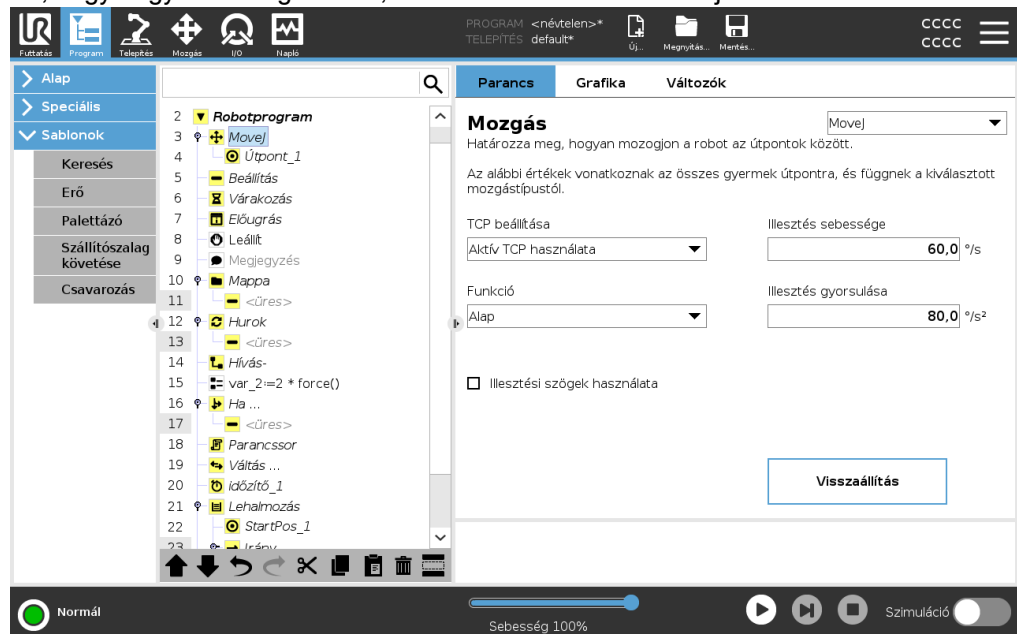 UR
PROGRAM <névtelen>*
TELEPÍTÉS default*
Futtatás Program Telepítés Mozgás I/O Napló
Új... Megnyitás... Mentés...
CCCC
CCCC
Alap
Speciális
Sablonok
Keresés
Erő
Palettázó
Szállítószalag
követése
Csavarozás
2 Robotprogram
3 MoveJ
4 Útpont_1
5 Beállítás
6 Várakozás
7 Előugrás
8 Leállít
9 Megjegyzés
10 Mappa
11 <üres>
12 Hurok
13 <üres>
14 Hívás-
15 var_2≔2 * force()
16 Ha ...
17 <üres>
18 Parancssor
19 Váltás ...
20 időzítő_1
21 Lehalmozás
22 StartPos_1
23 Irány
Parancs Grafika Változók
Mozgás
MoveJ
Határozza meg, hogyan mozogjon a robot az útpontok között.
Az alábbi értékek vonatkoznak az összes gyermek útpontra, és függnek a kiválasztott
mozgástípustól.
TCP beállítása
Illesztés sebessége
Aktív TCP használata
60,0 °/s
Funkció
Illesztés gyorsulása
Alap
80,0 °/s²
Illesztési szögek használata
Visszaállítás
Normál
Sebesség 100%
Szimuláció